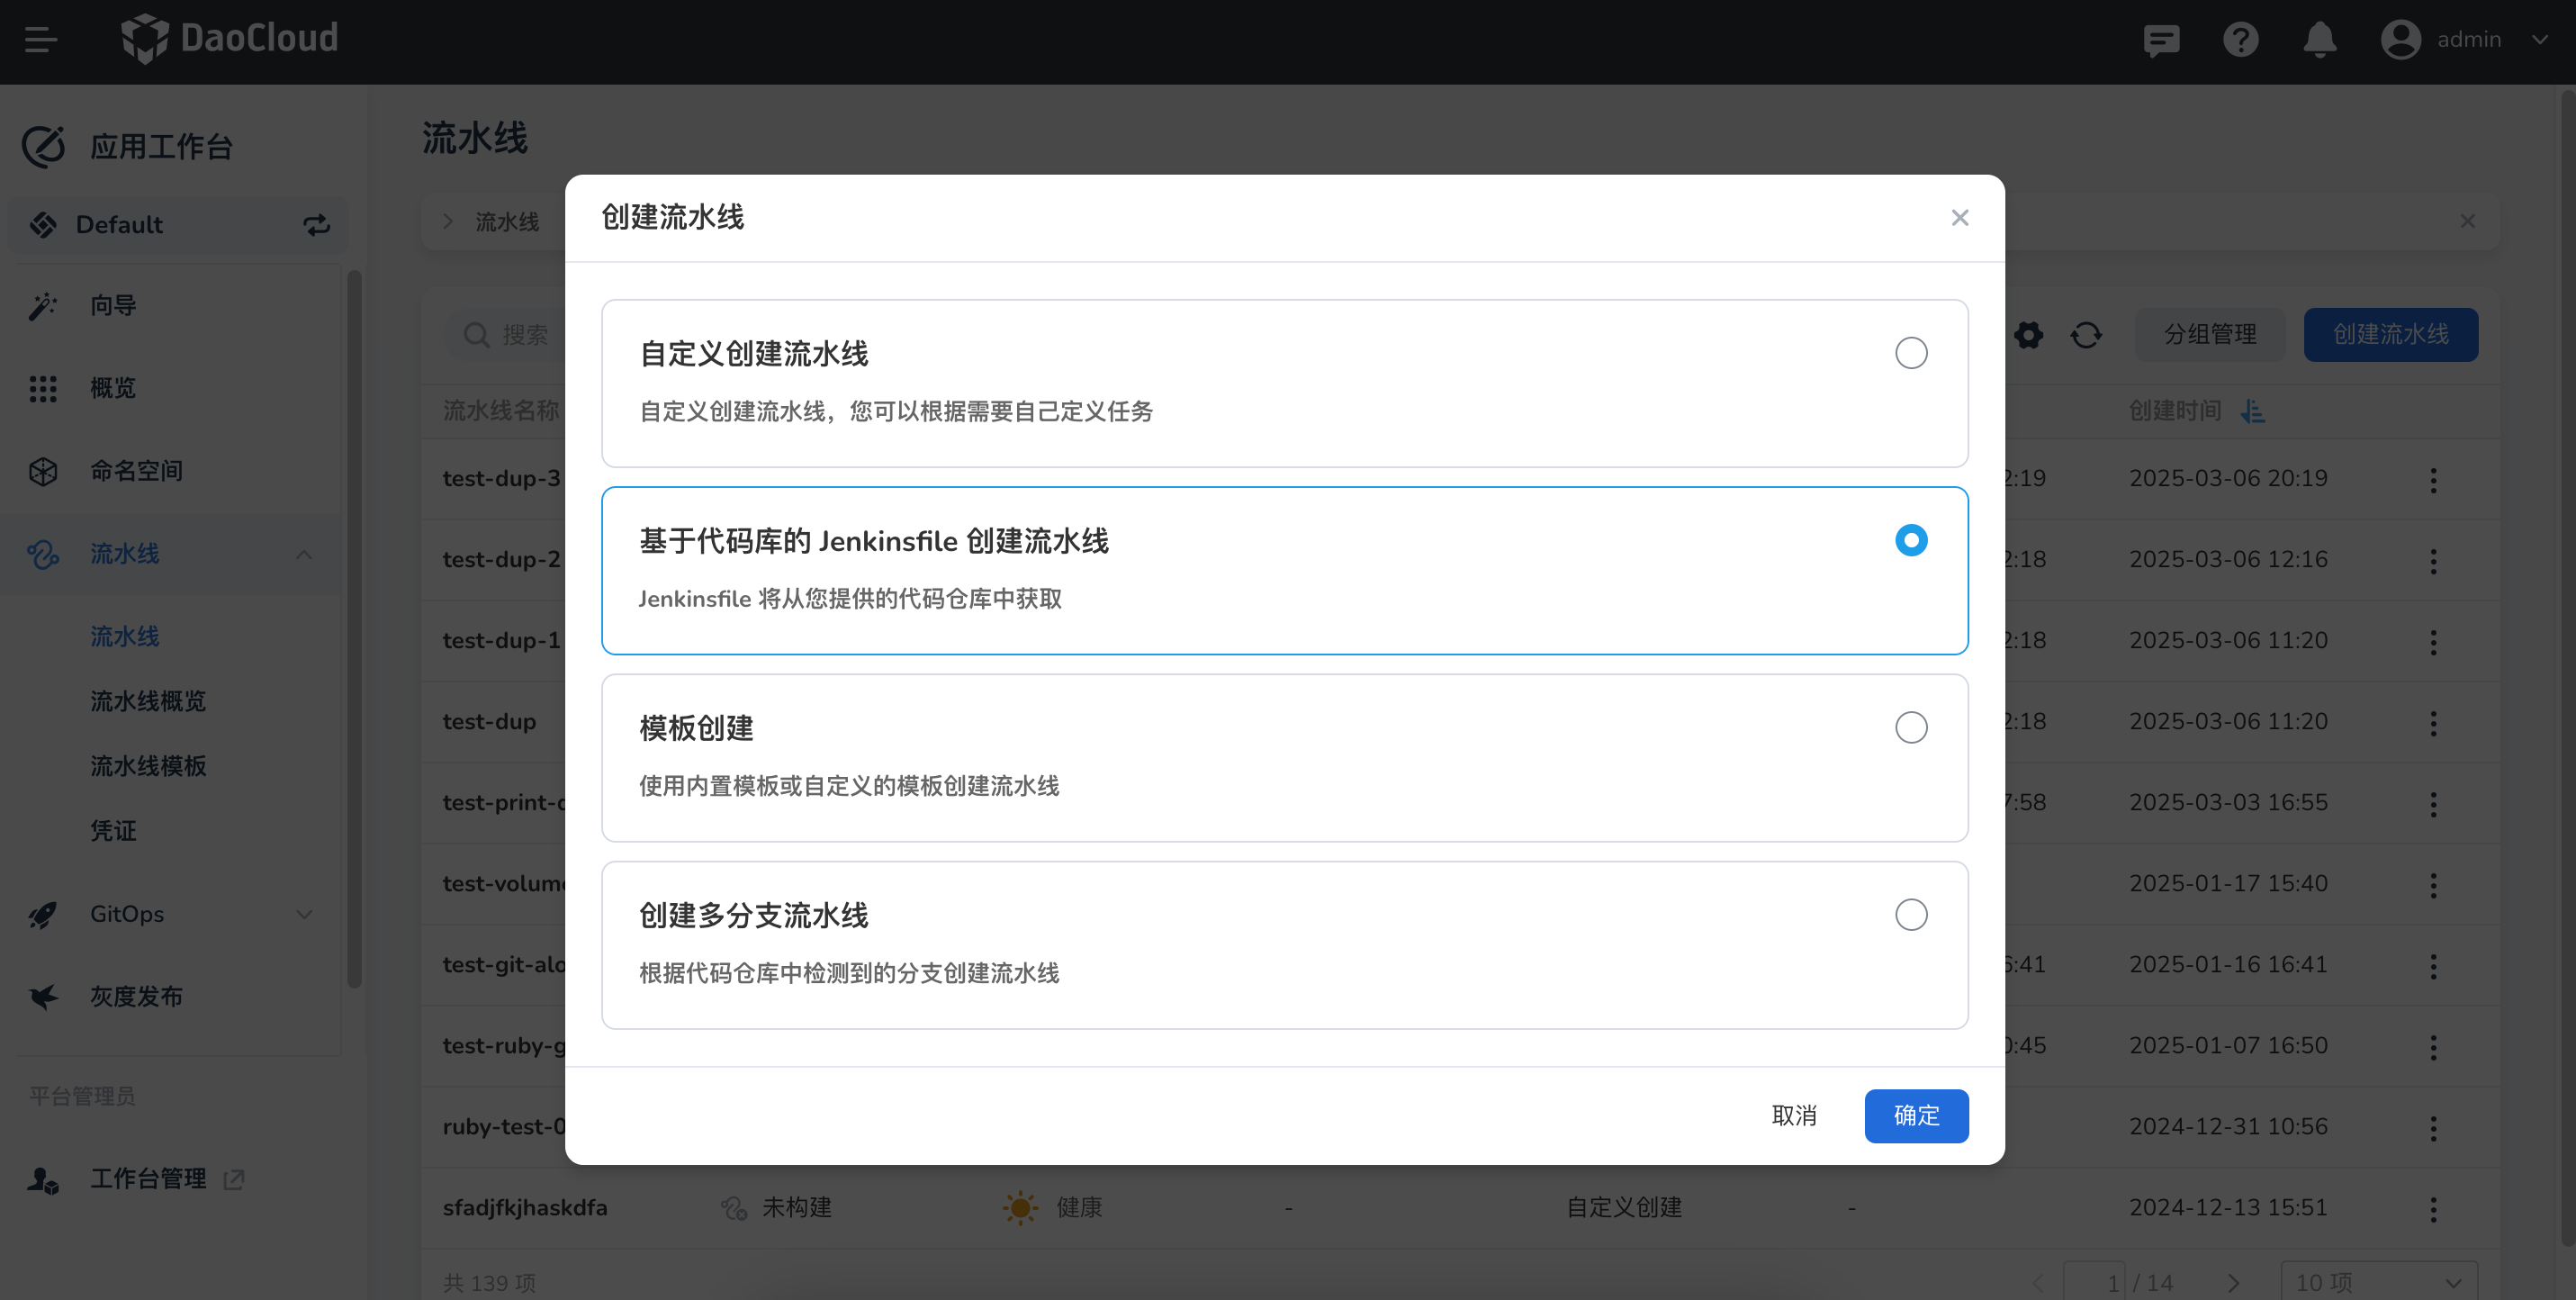 DaoCloud
admin
应用工作台
Default
向导
概览
命名空间
流水线
流水线
流水线概览
流水线模板
凭证
GitOps
灰度发布
平台管理员
工作台管理
流水线
流水线
搜索
分组管理
创建流水线
流水线名称
创建时间
test-dup-3
2:19
2025-03-06 20:19
test-dup-2
2:18
2025-03-06 12:16
test-dup-1
2:18
2025-03-06 11:20
test-dup
2:18
2025-03-06 11:20
test-print-
7:58
2025-03-03 16:55
test-volum
2025-01-17 15:40
test-git-alo
6:41
2025-01-16 16:41
test-ruby-g
0:45
2025-01-07 16:50
ruby-test-0
2024-12-31 10:56
sfadjfkjhaskdfa
未构建
健康
-
自定义创建
-
2024-12-13 15:51
共 139 项
1 / 14
10 项
创建流水线
自定义创建流水线
自定义创建流水线，您可以根据需要自己定义任务
基于代码库的 Jenkinsfile 创建流水线
Jenkinsfile 将从您提供的代码仓库中获取
模板创建
使用内置模板或自定义的模板创建流水线
创建多分支流水线
根据代码仓库中检测到的分支创建流水线
取消
确定